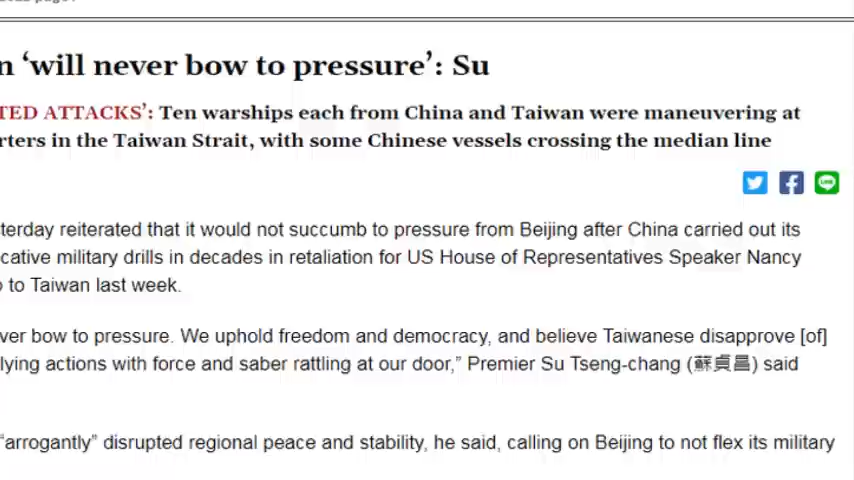 n ‘will never bow to pressure’: Su
TED ATTACKS’: Ten warships each from China and Taiwan were maneuvering at
rters in the Taiwan Strait, with some Chinese vessels crossing the median line
LINE
sterday reiterated that it would not succumb to pressure from Beijing after China carried out its
cative military drills in decades in retaliation for US House of Representatives Speaker Nancy
to Taiwan last week.
ver bow to pressure. We uphold freedom and democracy, and believe Taiwanese disapprove [of]
lying actions with force and saber rattling at our door,” Premier Su Tseng-chang (蘇貞昌) said
“arrogantly” disrupted regional peace and stability, he said, calling on Beijing to not flex its military